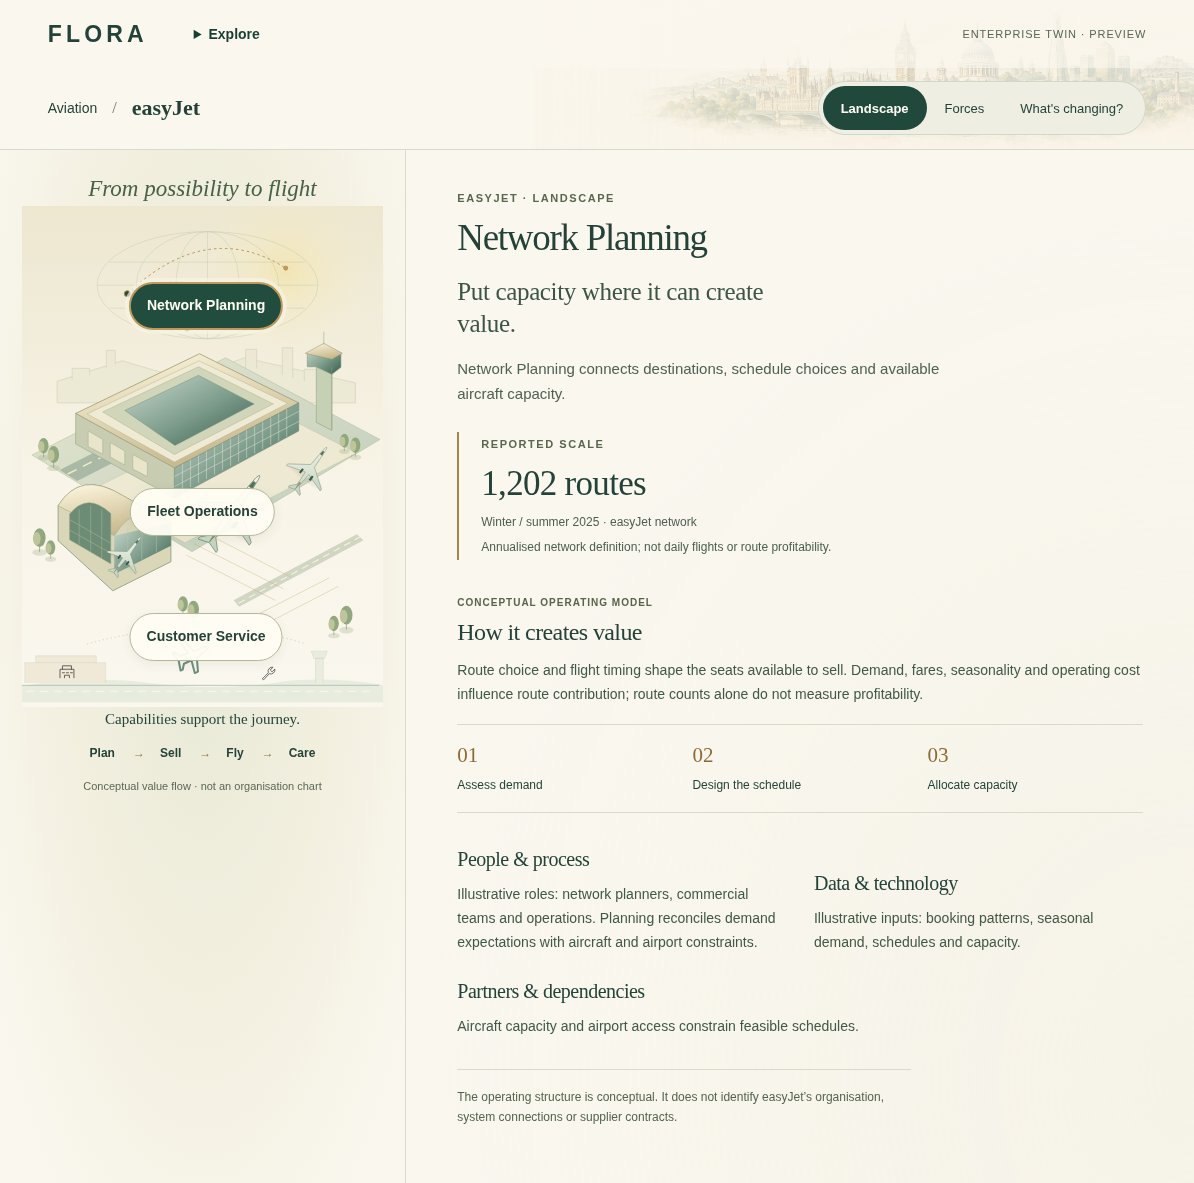 FLORA
▶ Explore
ENTERPRISE TWIN · PREVIEW
Aviation / easyJet
Landscape
Forces
What's changing?
From possibility to flight
Network Planning
Fleet Operations
Customer Service
Capabilities support the journey.
Plan → Sell → Fly → Care
Conceptual value flow · not an organisation chart
EASYJET · LANDSCAPE
Network Planning
Put capacity where it can create
value.
Network Planning connects destinations, schedule choices and available
aircraft capacity.
REPORTED SCALE
1,202 routes
Winter / summer 2025 · easyJet network
Annualised network definition; not daily flights or route profitability.
CONCEPTUAL OPERATING MODEL
How it creates value
Route choice and flight timing shape the seats available to sell. Demand, fares, seasonality and operating cost
influence route contribution; route counts alone do not measure profitability.
01
Assess demand
02
Design the schedule
03
Allocate capacity
People & process
Illustrative roles: network planners, commercial
teams and operations. Planning reconciles demand
expectations with aircraft and airport constraints.
Data & technology
Illustrative inputs: booking patterns, seasonal
demand, schedules and capacity.
Partners & dependencies
Aircraft capacity and airport access constrain feasible schedules.
The operating structure is conceptual. It does not identify easyJet’s organisation,
system connections or supplier contracts.